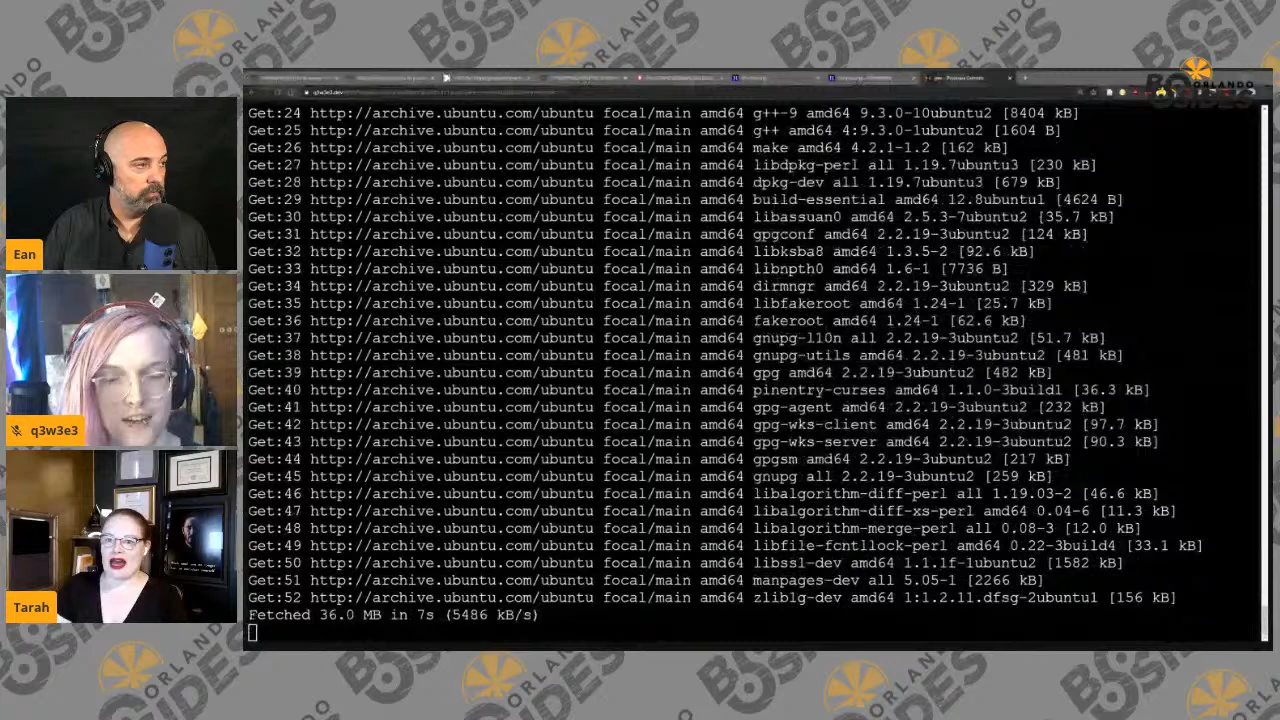 BSIDES ORLANDO
Ean
q3w3e3
Tarah
q3w3e3.dev
ORLANDO
Get:24 http://archive.ubuntu.com/ubuntu focal/main amd64 g++-9 amd64 9.3.0-10ubuntu2 [8404 kB]
Get:25 http://archive.ubuntu.com/ubuntu focal/main amd64 g++ amd64 4:9.3.0-1ubuntu2 [1604 B]
Get:26 http://archive.ubuntu.com/ubuntu focal/main amd64 make amd64 4.2.1-1.2 [162 kB]
Get:27 http://archive.ubuntu.com/ubuntu focal/main amd64 libdpkg-perl all 1.19.7ubuntu3 [230 kB]
Get:28 http://archive.ubuntu.com/ubuntu focal/main amd64 dpkg-dev all 1.19.7ubuntu3 [679 kB]
Get:29 http://archive.ubuntu.com/ubuntu focal/main amd64 build-essential amd64 12.8ubuntu1 [4624 B]
Get:30 http://archive.ubuntu.com/ubuntu focal/main amd64 libassuan0 amd64 2.5.3-7ubuntu2 [35.7 kB]
Get:31 http://archive.ubuntu.com/ubuntu focal/main amd64 gpgconf amd64 2.2.19-3ubuntu2 [124 kB]
Get:32 http://archive.ubuntu.com/ubuntu focal/main amd64 libksba8 amd64 1.3.5-2 [92.6 kB]
Get:33 http://archive.ubuntu.com/ubuntu focal/main amd64 libnpth0 amd64 1.6-1 [7736 B]
Get:34 http://archive.ubuntu.com/ubuntu focal/main amd64 dirmngr amd64 2.2.19-3ubuntu2 [329 kB]
Get:35 http://archive.ubuntu.com/ubuntu focal/main amd64 libfakeroot amd64 1.24-1 [25.7 kB]
Get:36 http://archive.ubuntu.com/ubuntu focal/main amd64 fakeroot amd64 1.24-1 [62.6 kB]
Get:37 http://archive.ubuntu.com/ubuntu focal/main amd64 gnupg-l10n all 2.2.19-3ubuntu2 [51.7 kB]
Get:38 http://archive.ubuntu.com/ubuntu focal/main amd64 gnupg-utils amd64 2.2.19-3ubuntu2 [481 kB]
Get:39 http://archive.ubuntu.com/ubuntu focal/main amd64 gpg amd64 2.2.19-3ubuntu2 [482 kB]
Get:40 http://archive.ubuntu.com/ubuntu focal/main amd64 pinentry-curses amd64 1.1.0-3build1 [36.3 kB]
Get:41 http://archive.ubuntu.com/ubuntu focal/main amd64 gpg-agent amd64 2.2.19-3ubuntu2 [232 kB]
Get:42 http://archive.ubuntu.com/ubuntu focal/main amd64 gpg-wks-client amd64 2.2.19-3ubuntu2 [97.7 kB]
Get:43 http://archive.ubuntu.com/ubuntu focal/main amd64 gpg-wks-server amd64 2.2.19-3ubuntu2 [90.3 kB]
Get:44 http://archive.ubuntu.com/ubuntu focal/main amd64 gpgsm amd64 2.2.19-3ubuntu2 [217 kB]
Get:45 http://archive.ubuntu.com/ubuntu focal/main amd64 gnupg all 2.2.19-3ubuntu2 [259 kB]
Get:46 http://archive.ubuntu.com/ubuntu focal/main amd64 libalgorithm-diff-perl all 1.19.03-2 [46.6 kB]
Get:47 http://archive.ubuntu.com/ubuntu focal/main amd64 libalgorithm-diff-xs-perl amd64 0.04-6 [11.3 kB]
Get:48 http://archive.ubuntu.com/ubuntu focal/main amd64 libalgorithm-merge-perl all 0.08-3 [12.0 kB]
Get:49 http://archive.ubuntu.com/ubuntu focal/main amd64 libfile-fcntllock-perl amd64 0.22-3build4 [33.1 kB]
Get:50 http://archive.ubuntu.com/ubuntu focal/main amd64 libssl-dev amd64 1.1.1f-1ubuntu2 [1582 kB]
Get:51 http://archive.ubuntu.com/ubuntu focal/main amd64 manpages-dev all 5.05-1 [2266 kB]
Get:52 http://archive.ubuntu.com/ubuntu focal/main amd64 zlib1g-dev amd64 1:1.2.11.dfsg-2ubuntu1 [156 kB]
Fetched 36.0 MB in 7s (5486 kB/s)